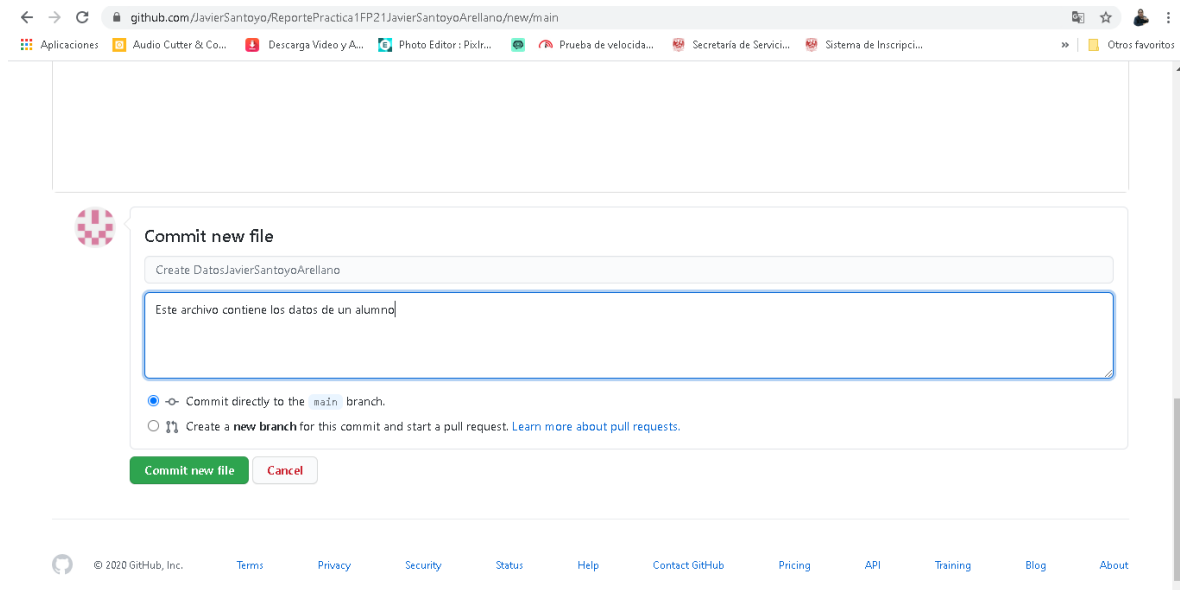 github.com/JavierSantoyo/ReportePractica1FP21JavierSantoyoArellano/new/main
Aplicaciones Audio Cutter & Co... Descarga Video y A... Photo Editor : Pixlr... Prueba de velocida... Secretaría de Servici... Sistema de Inscripci... » Otros favoritos
Commit new file
Create DatosJavierSantoyoArellano
Este archivo contiene los datos de un alumno
Commit directly to the main branch.
Create a new branch for this commit and start a pull request. Learn more about pull requests.
Commit new file Cancel
© 2020 GitHub, Inc. Terms Privacy Security Status Help Contact GitHub Pricing API Training Blog About